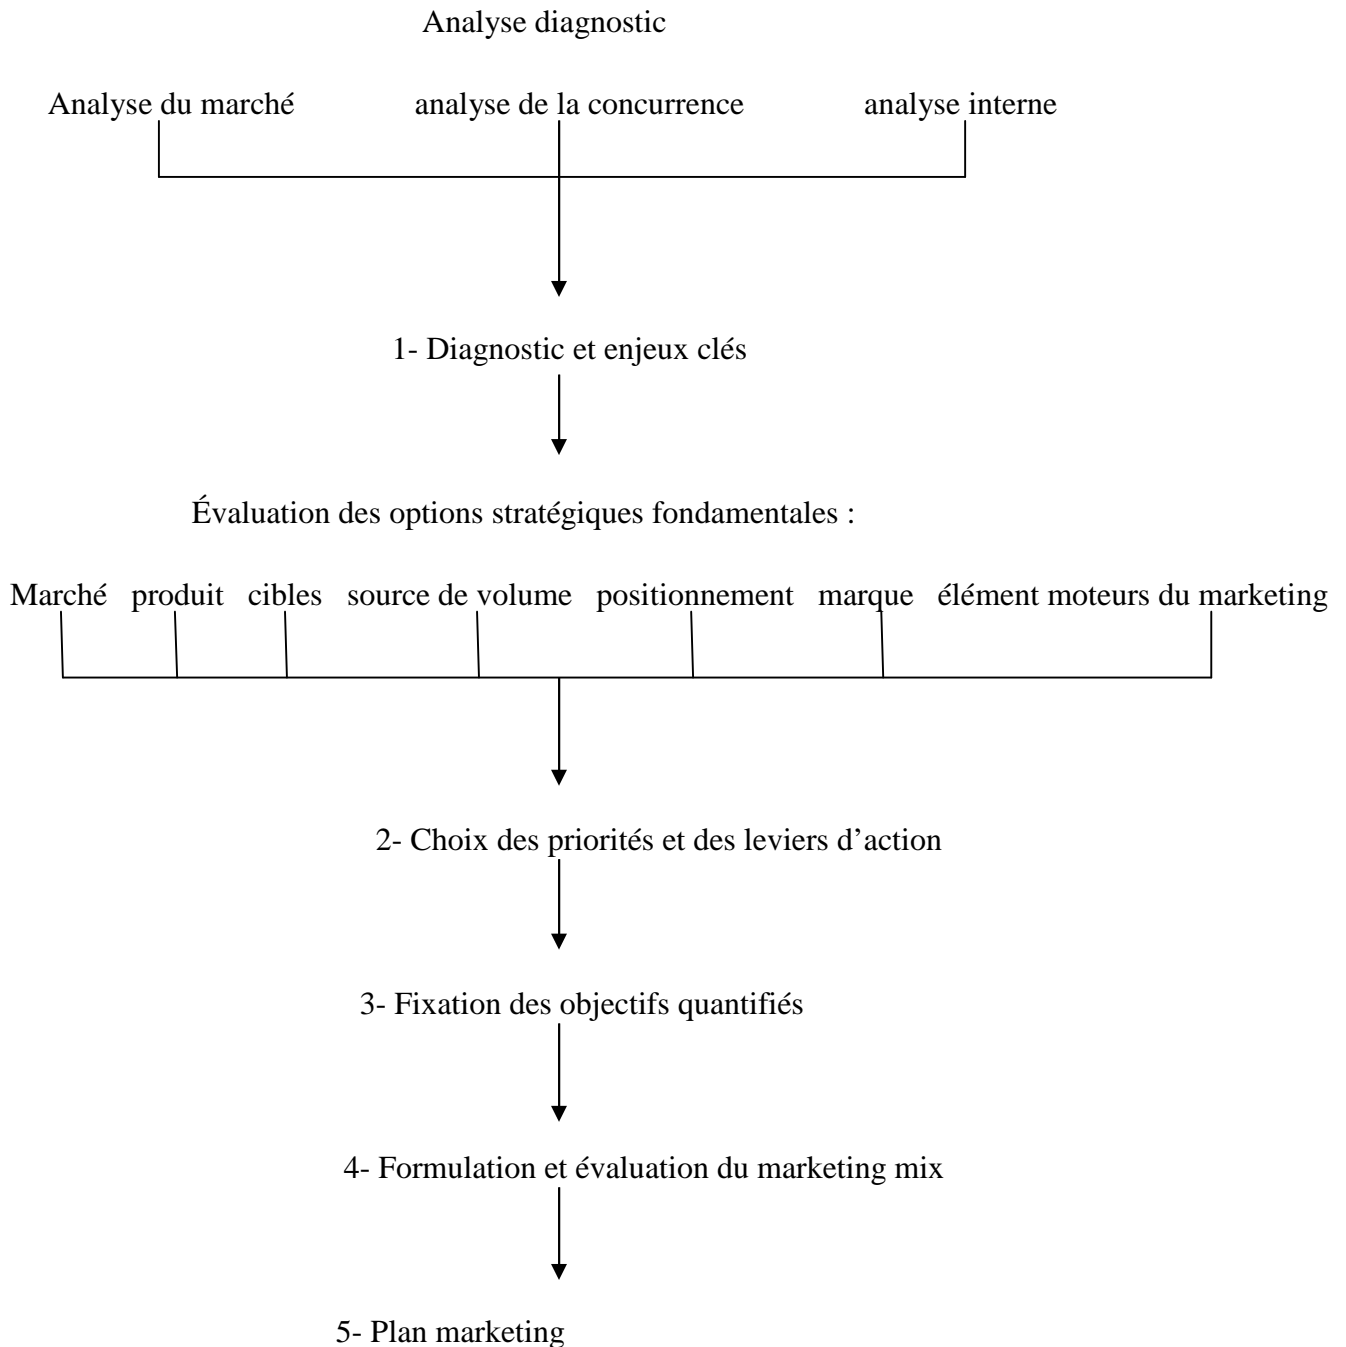 Analyse diagnostic
Analyse du marché analyse de la concurrence analyse interne
1- Diagnostic et enjeux clés
Évaluation des options stratégiques fondamentales :
Marché produit cibles source de volume positionnement marque élément moteurs du marketing
2- Choix des priorités et des leviers d’action
3- Fixation des objectifs quantifiés
4- Formulation et évaluation du marketing mix
5- Plan marketing